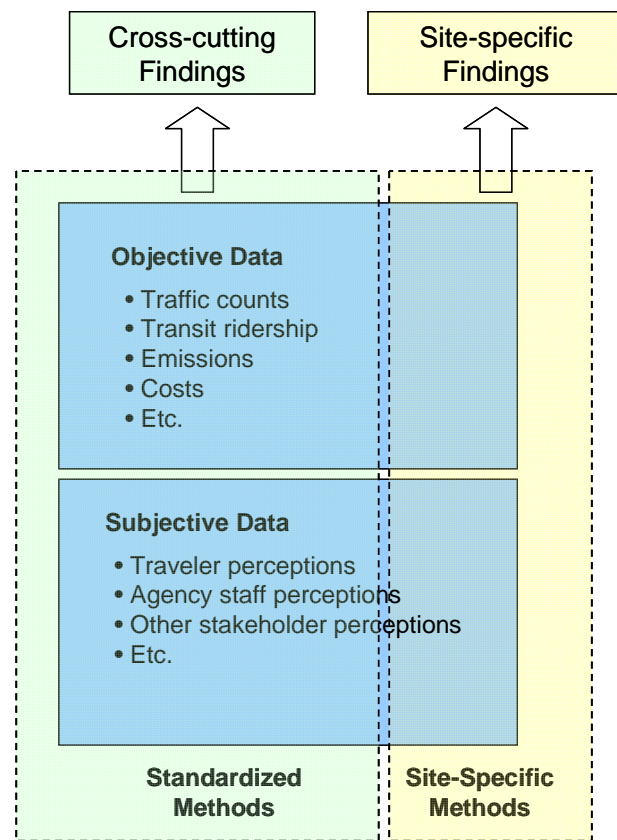 Cross-cutting
Findings
Site-specific
Findings
Objective Data
• Traffic counts
• Transit ridership
• Emissions
• Costs
• Etc.
Subjective Data
• Traveler perceptions
• Agency staff perceptions
• Other stakeholder perceptions
• Etc.
Standardized
Methods
Site-Specific
Methods